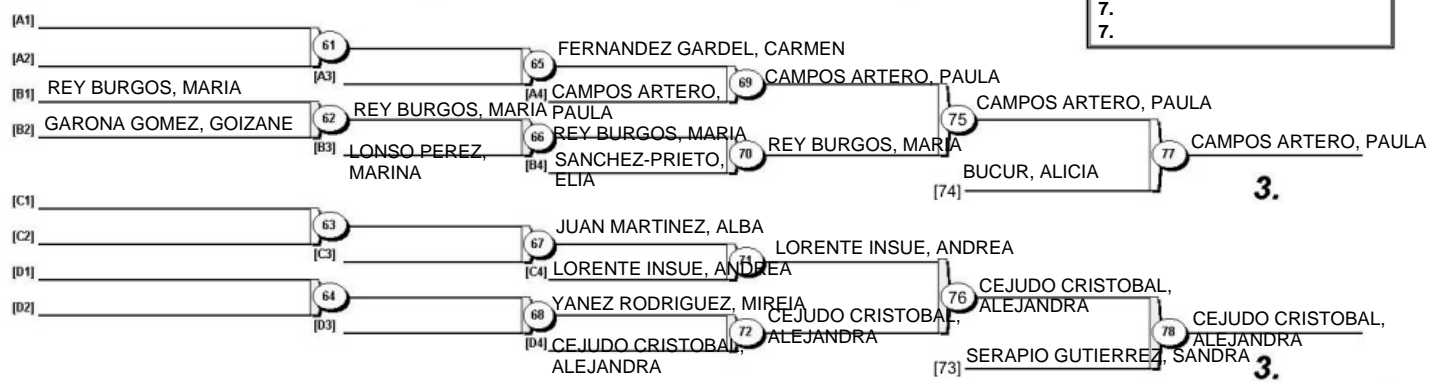 7.
7.
[A1]
61
FERNANDEZ GARDEL, CARMEN
[A2]
[A3]
65
69
CAMPOS ARTERO, PAULA
[B1] REY BURGOS, MARIA
[A4] CAMPOS ARTERO,
PAULA
CAMPOS ARTERO, PAULA
62
REY BURGOS, MARIA
75
[B2] GARONA GOMEZ, GOIZANE
66
REY BURGOS, MARIA
[B3] LONSO PEREZ,
MARINA
70
REY BURGOS, MARIA
77
CAMPOS ARTERO, PAULA
[B4] SANCHEZ-PRIETO,
ELIA
BUCUR, ALICIA
[74]
3.
[C1]
63
JUAN MARTINEZ, ALBA
[C2]
[C3]
67
71
LORENTE INSUE, ANDREA
[C4] LORENTE INSUE, ANDREA
[D1]
64
76
CEJUDO CRISTOBAL,
ALEJANDRA
YANEZ RODRIGUEZ, MIREIA
[D2]
[D3]
68
72
CEJUDO CRISTOBAL,
ALEJANDRA
78
CEJUDO CRISTOBAL,
ALEJANDRA
[D4] CEJUDO CRISTOBAL,
ALEJANDRA
[73] SERAPIO GUTIERREZ, SANDRA
3.